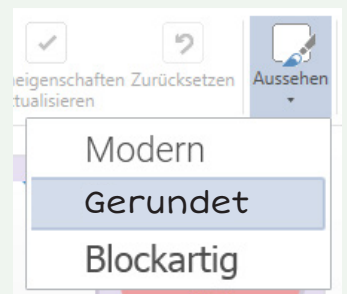 eigenschaften Zurücksetzen Aussehen
tualisieren
Modern
Gerundet
Blockartig